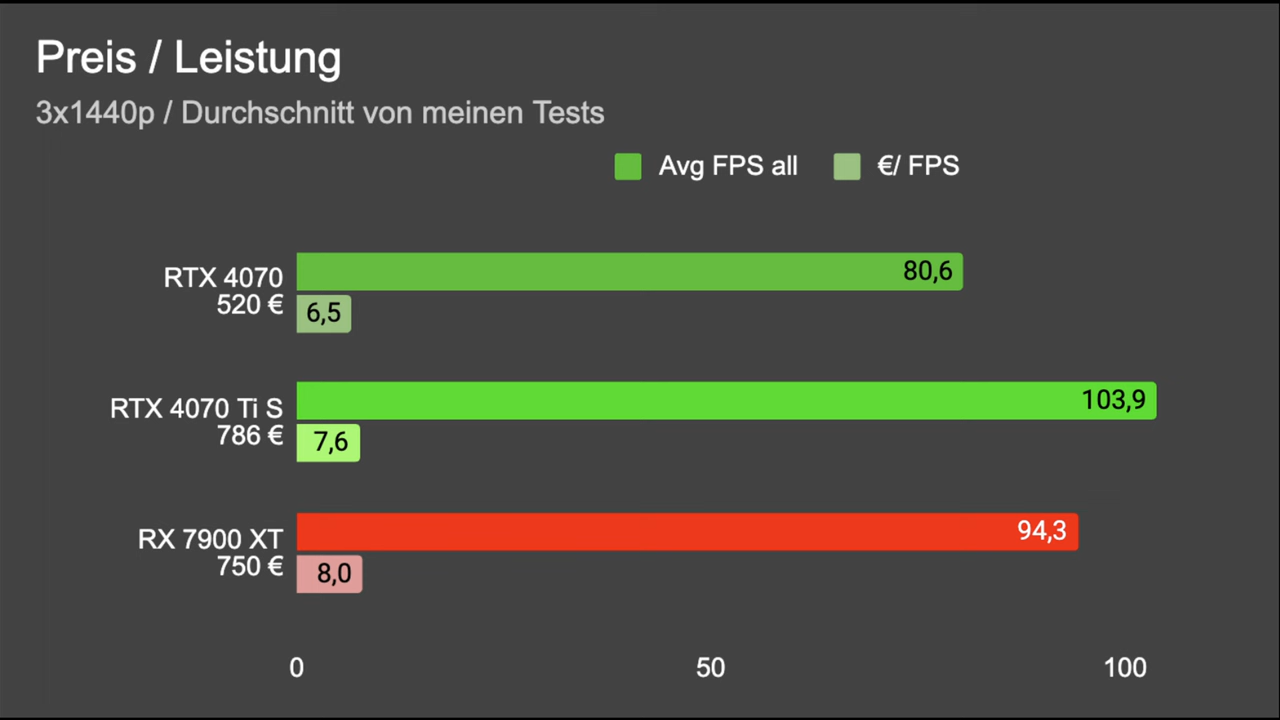 Preis / Leistung
3x1440p / Durchschnitt von meinen Tests
Avg FPS all €/ FPS
RTX 4070
520 €
80,6
6,5
RTX 4070 Ti S
786 €
103,9
7,6
RX 7900 XT
750 €
94,3
8,0
0 50 100